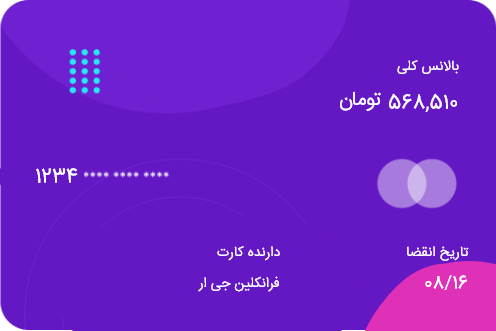 بالانس کلی
۵۶۸,۵۱۰ تومان
۱۲۳۴ **** **** ****
تاریخ انقضا
۰۸/۱۶
دارنده کارت
فرانکلین جی ار